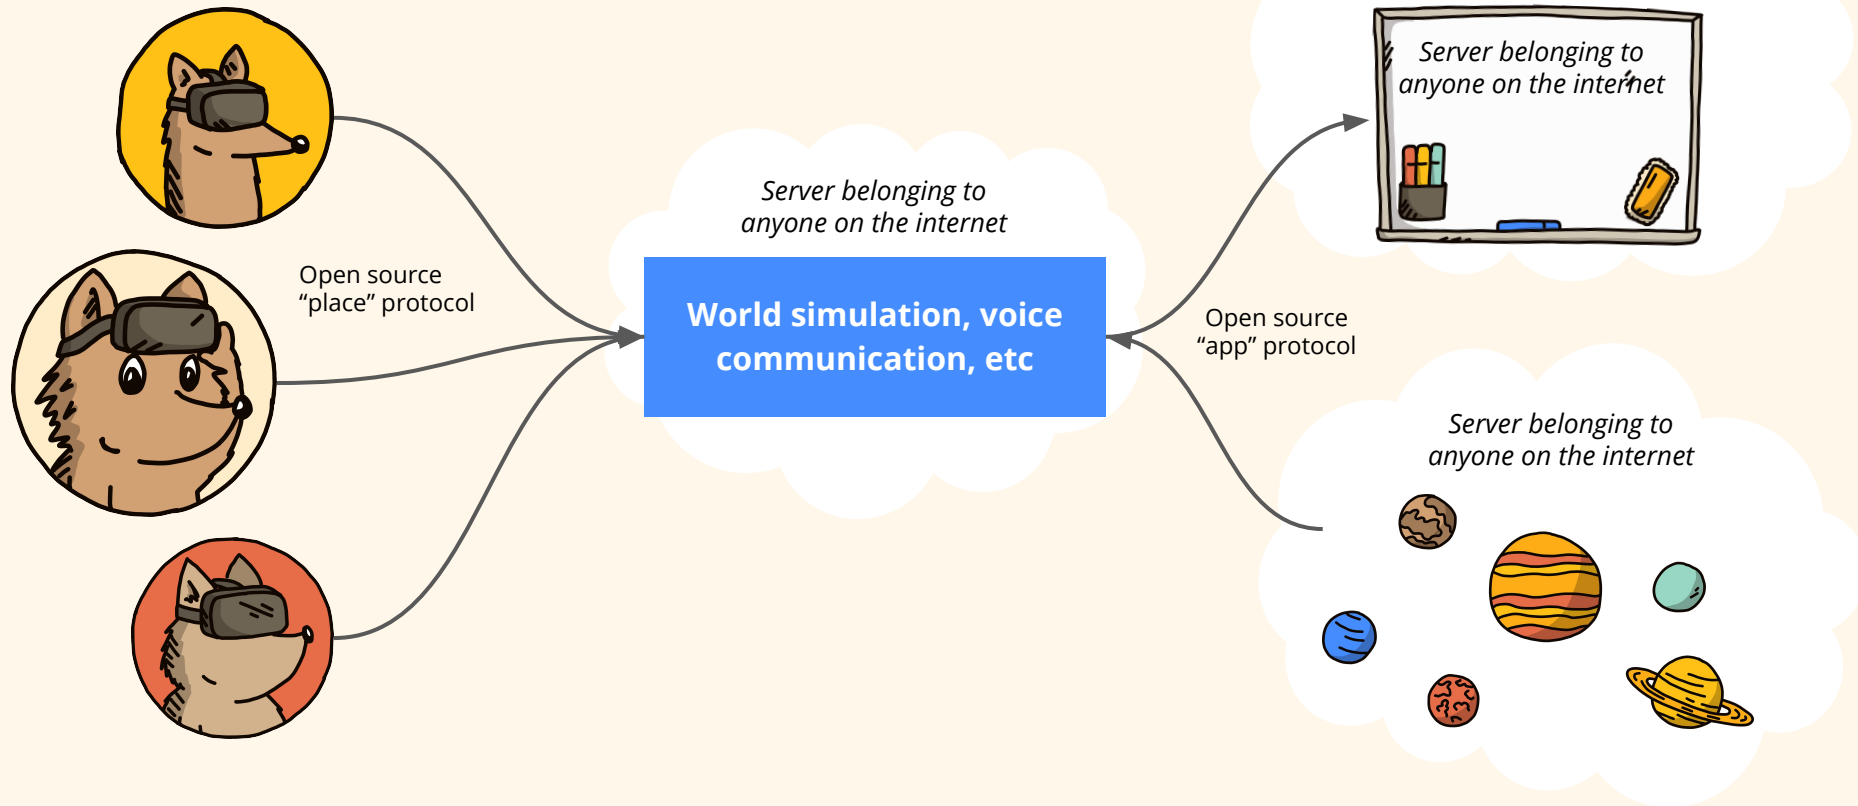 Server belonging to
anyone on the internet
Server belonging to
anyone on the internet
Open source
“place” protocol
World simulation, voice
communication, etc
Open source
“app” protocol
Server belonging to
anyone on the internet